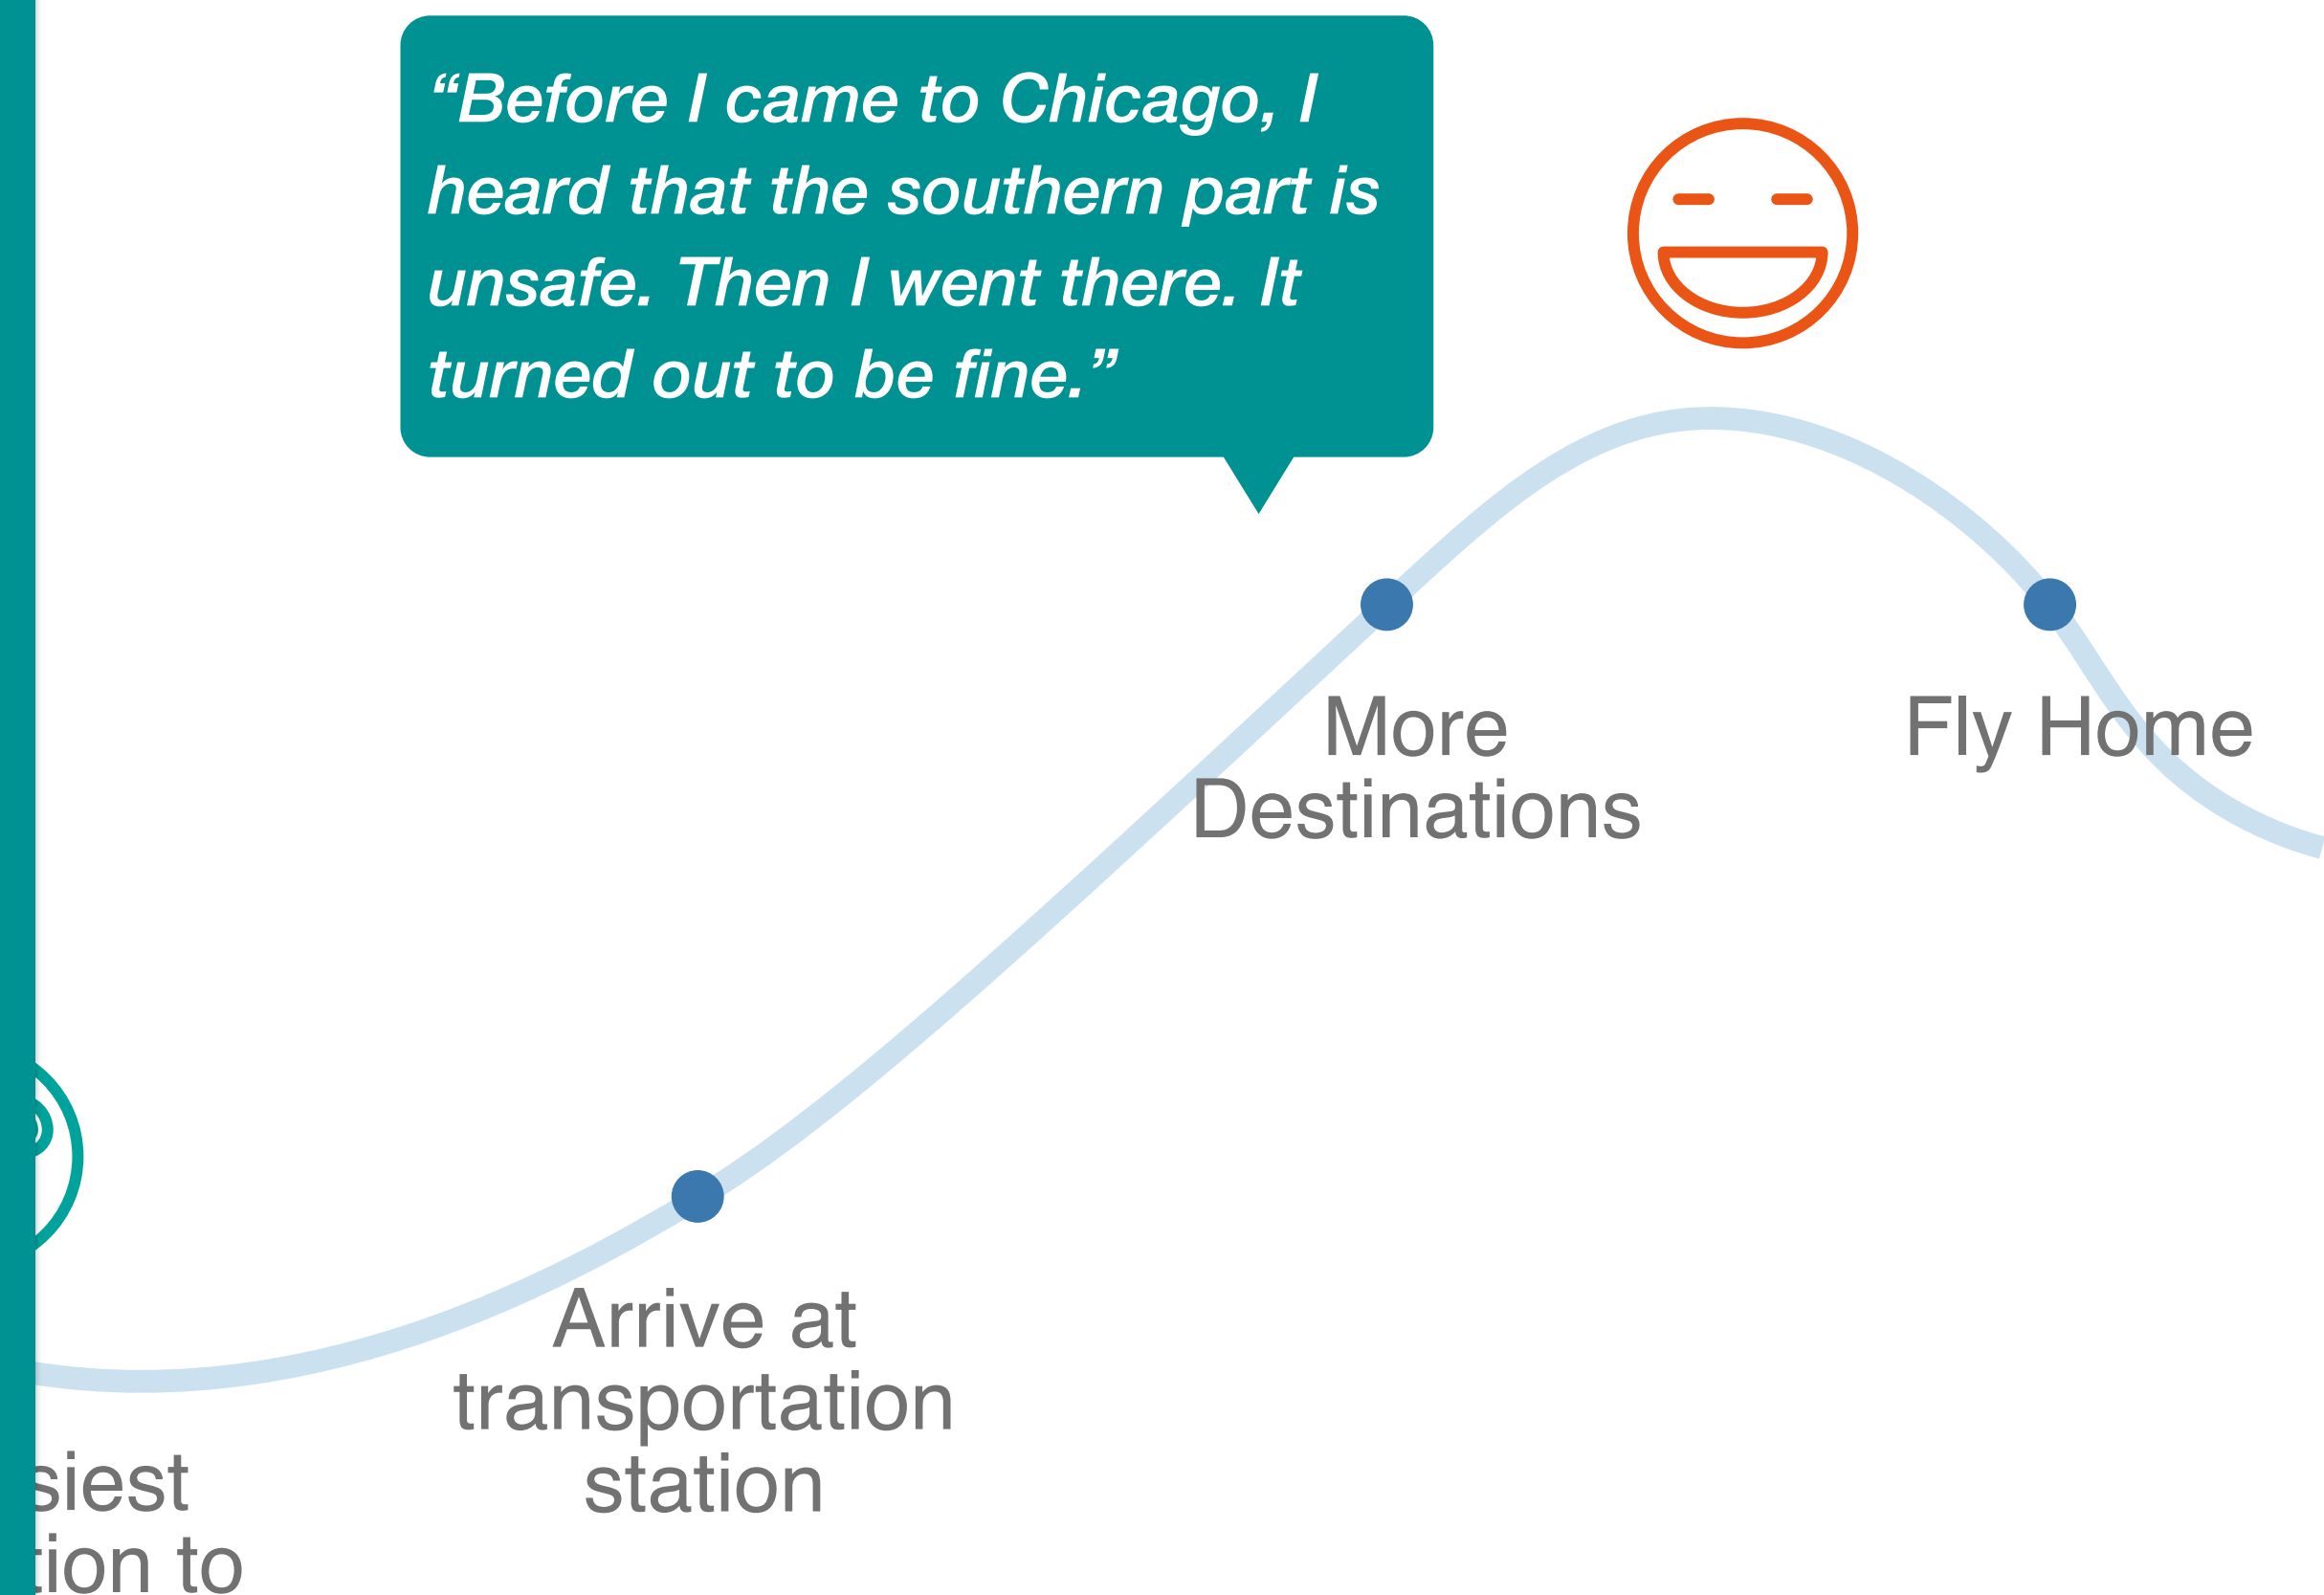 “Before I came to Chicago, I
heard that the southern part is
unsafe. Then I went there. It
turned out to be fine.”
More
Destinations
Fly Home
Arrive at
transportation
station
to